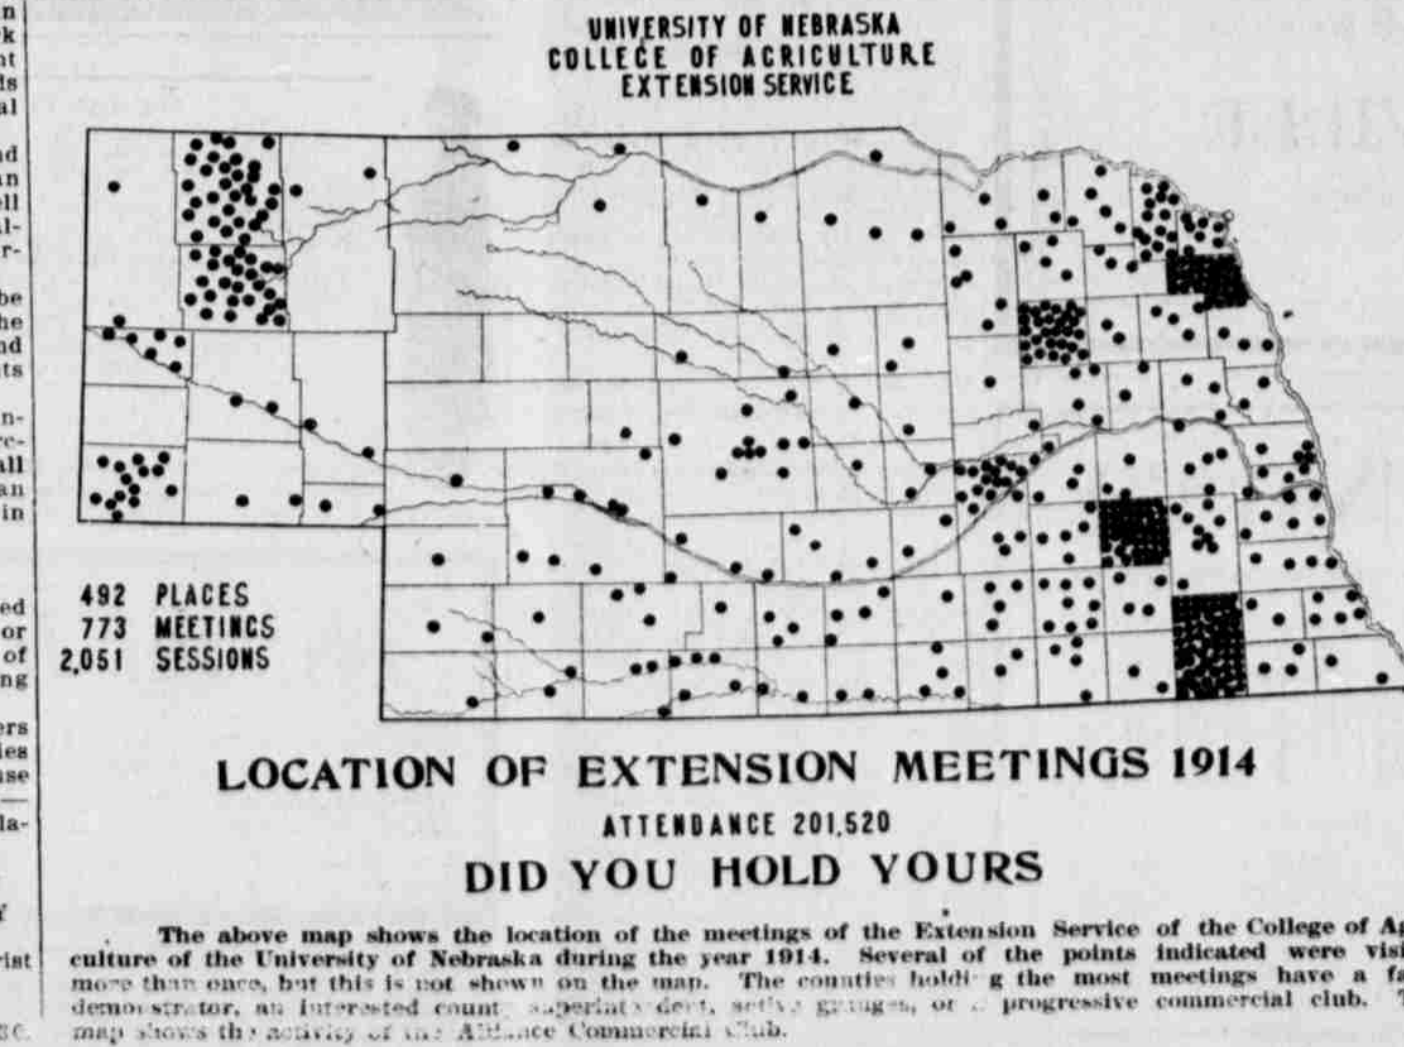 UNIVERSITY OF NEBRASKA
COLLEGE OF AGRICULTURE
EXTENSION SERVICE
492 PLACES
773 MEETINGS
2,051 SESSIONS
LOCATION OF EXTENSION MEETINGS 1914
ATTENDANCE 201,520
DID YOU HOLD YOURS
The above map shows the location of the meetings of the Extension Service of the College of Ag
culture of the University of Nebraska during the year 1914. Several of the points indicated were visi
more than once, but this is not shown on the map. The counties holdi g the most meetings have a fa
demonstrator, an interested count superintendent, active granges, or a progressive commercial club. T
map shows the activity of the Alliance Commercial Club.